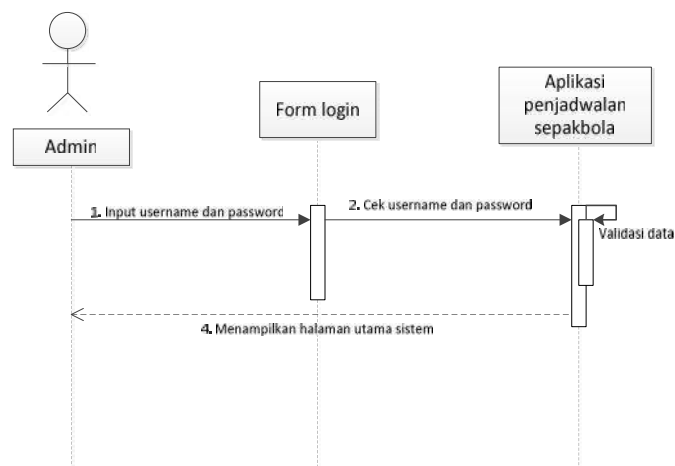 Admin
Form login
Aplikasi
penjadwalan
sepakbola
1. Input username dan password
2. Cek username dan password
Validasi data
4. Menampilkan halaman utama sistem